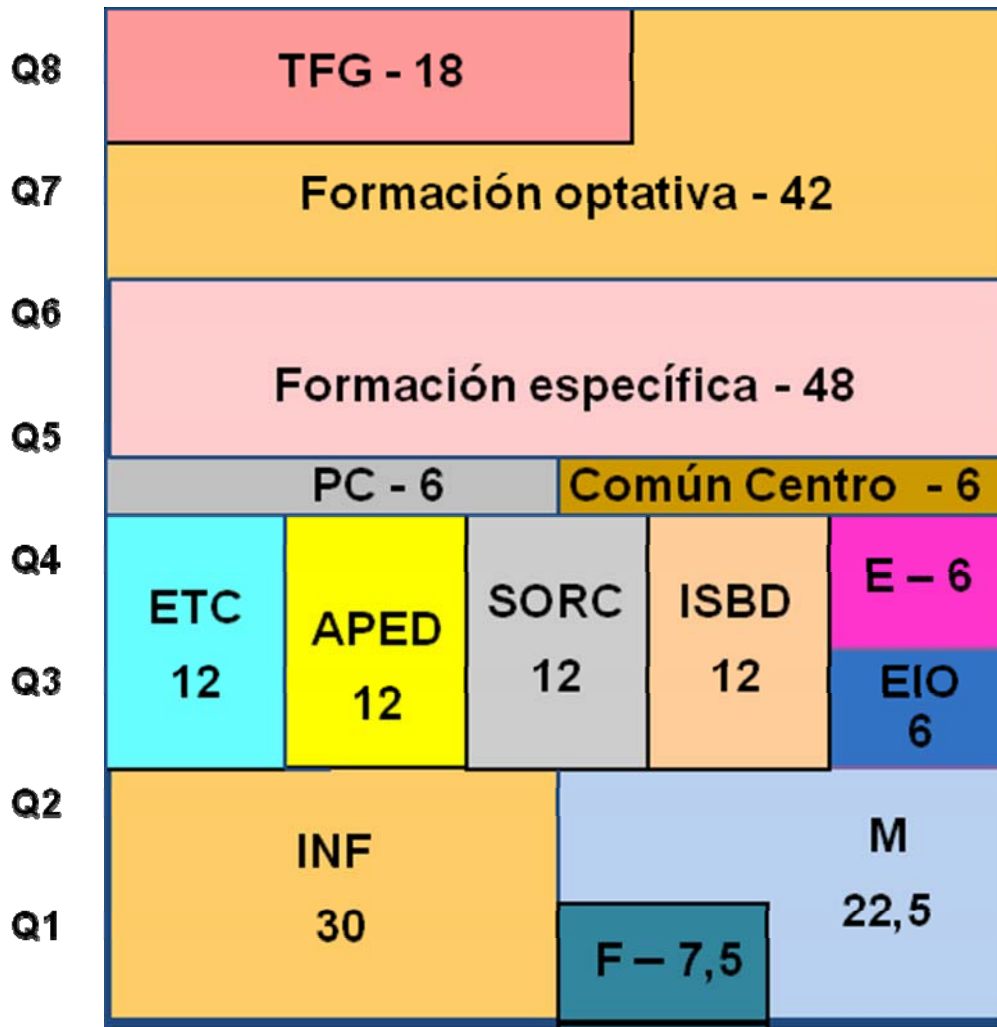 Q8
TFG - 18
Q7
Formación optativa - 42
Q6
Formación específica - 48
Q5
PC - 6
Común Centro - 6
Q4
ETC
12
APED
12
SORC
12
ISBD
12
E – 6
Q3
EIO
6
Q2
INF
30
M
22,5
Q1
F – 7,5